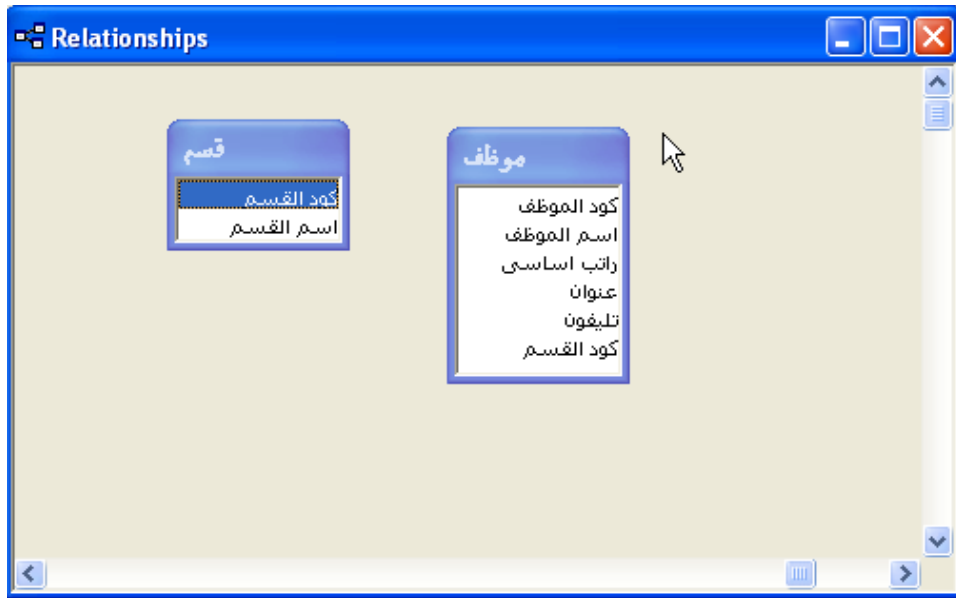 Relationships
قسم
كود القسم
اسم القسم
موظف
كود الموظف
اسم الموظف
راتب اساسى
عنوان
تليفون
كود القسم